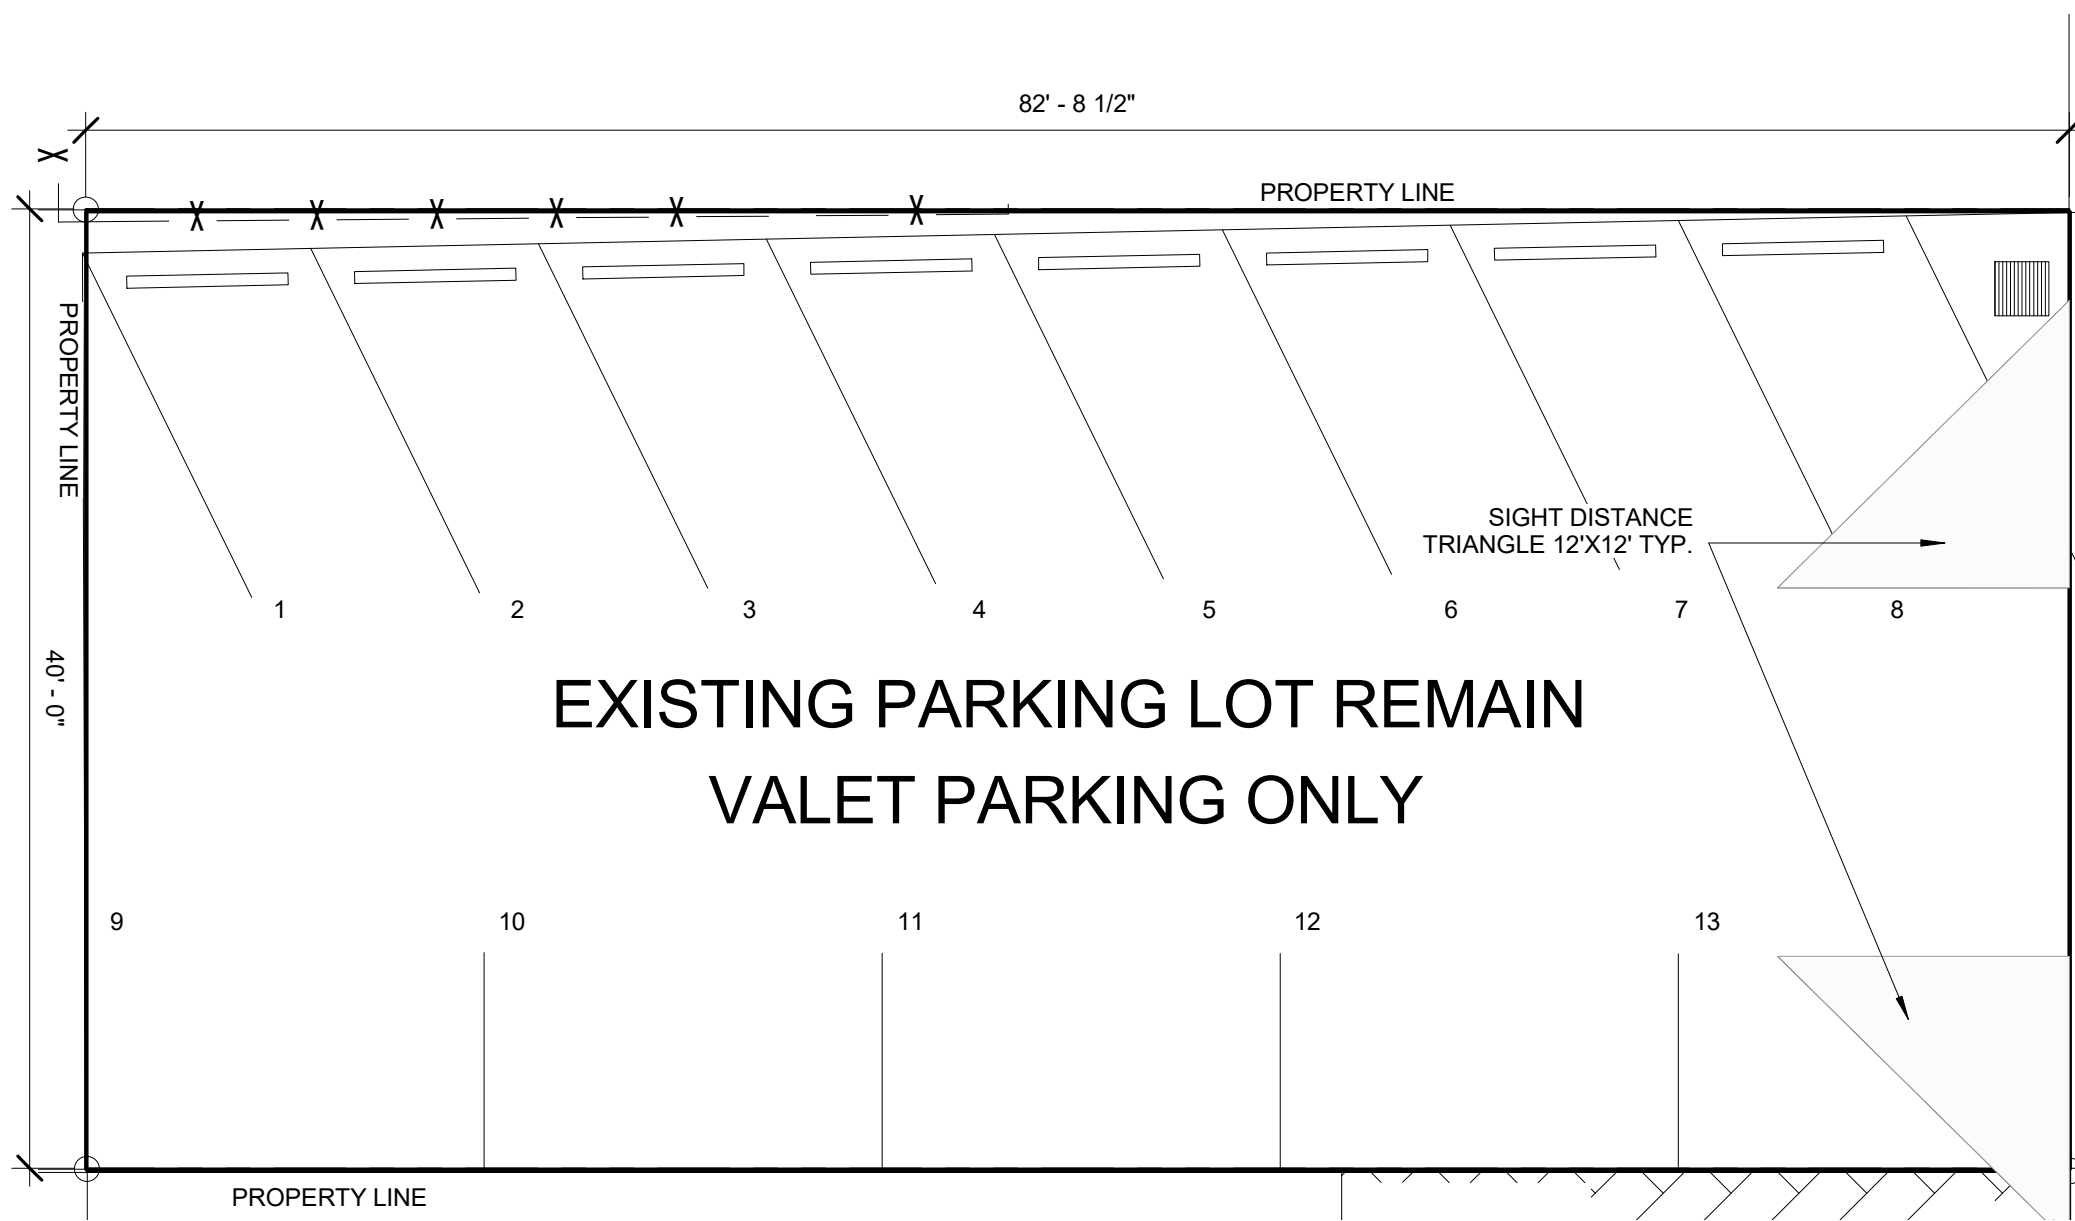 82' - 8 1/2"
PROPERTY LINE
PROPERTY LINE
SIGHT DISTANCE
TRIANGLE 12'X12' TYP.
1 2 3 4 5 6 7 8
40' - 0"
EXISTING PARKING LOT REMAIN
VALET PARKING ONLY
9 10 11 12 13
PROPERTY LINE